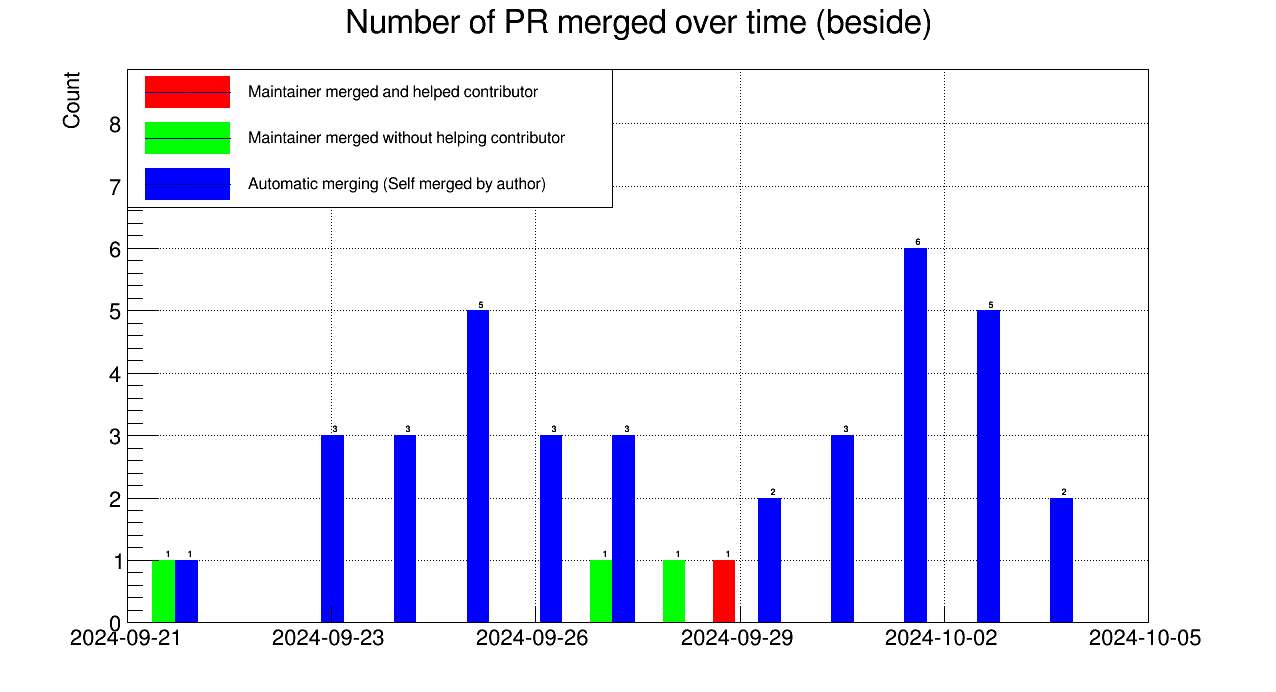 Number of PR merged over time (beside)
Count
Maintainer merged and helped contributor
Maintainer merged without helping contributor
Automatic merging (Self merged by author)
8
7
6
5
4
3
2
1
0
1 1 3 3 5 3 1 3 1 1 2 3 6 5 2
2024-09-21 2024-09-23 2024-09-26 2024-09-29 2024-10-02 2024-10-05